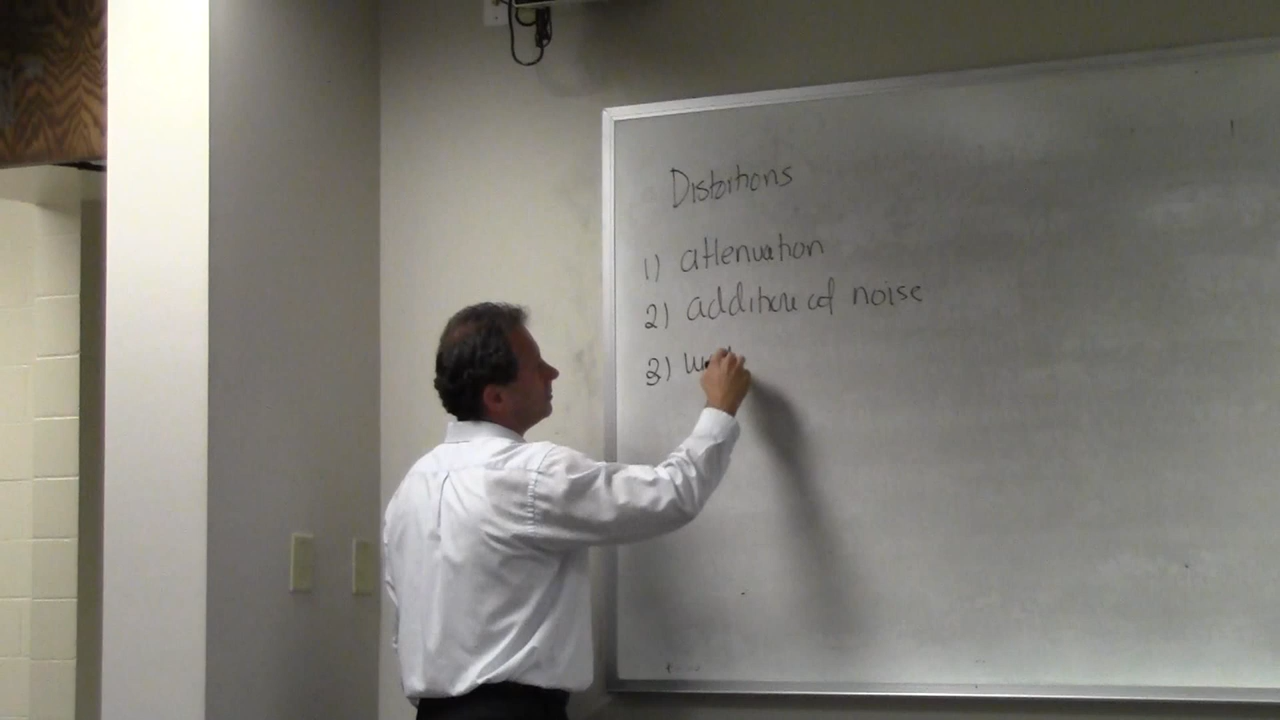 Distortions
1) attenuation
2) addition of noise
3)